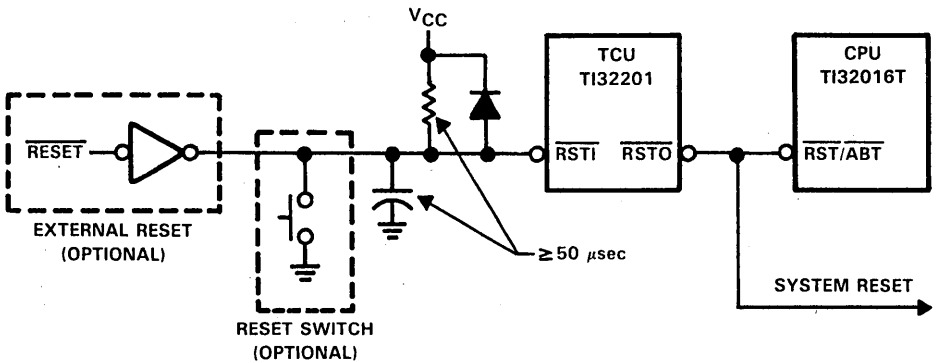 VCC
TCU
TI32201
CPU
TI32016T
RESET
RSTI
RSTO
RST/ABT
EXTERNAL RESET
(OPTIONAL)
≧50 μsec
SYSTEM RESET
RESET SWITCH
(OPTIONAL)